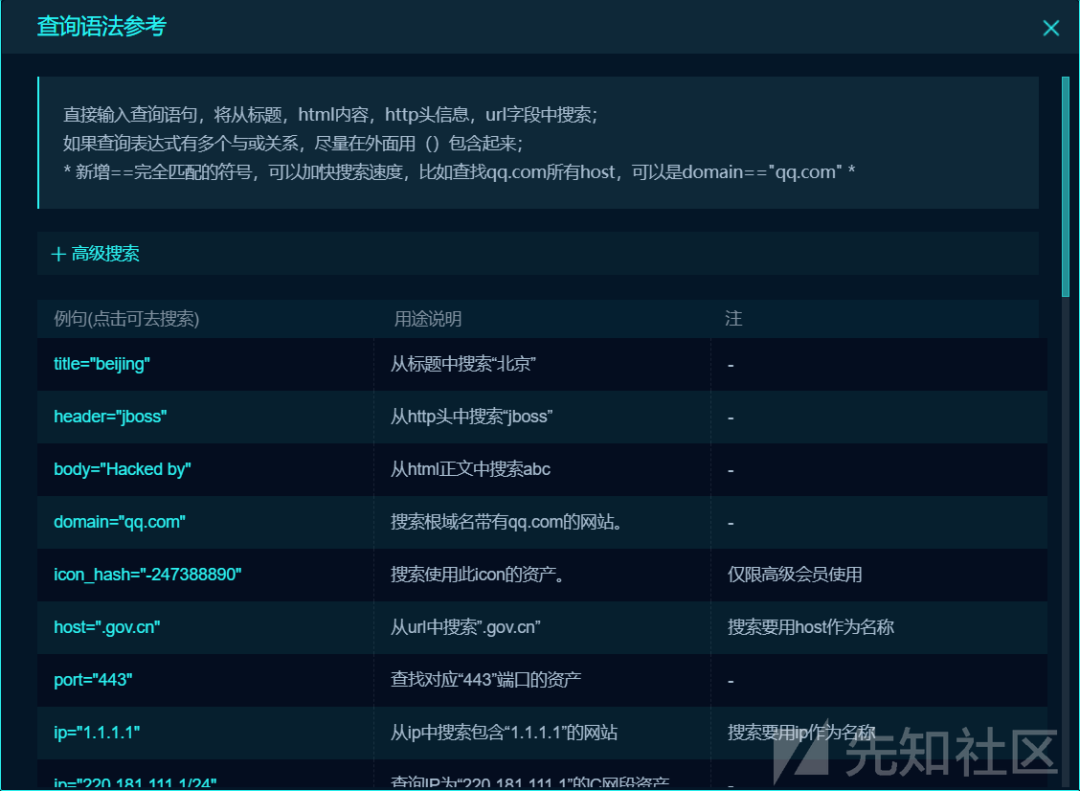 查询语法参考
直接输入查询语句，将从标题，html内容，http头信息，url字段中搜索；
如果查询表达式有多个与或关系，尽量在外面用（）包含起来；
* 新增==完全匹配的符号，可以加快搜索速度，比如查找qq.com所有host，可以是domain=="qq.com" *
+ 高级搜索
例句(点击可去搜索) 用途说明 注
title="beijing" 从标题中搜索“北京” -
header="jboss" 从http头中搜索“jboss” -
body="Hacked by" 从html正文中搜索abc -
domain="qq.com" 搜索根域名带有qq.com的网站。 -
icon_hash="-247388890" 搜索使用此icon的资产。 仅限高级会员使用
host=".gov.cn" 从url中搜索”.gov.cn” 搜索要用host作为名称
port="443" 查找对应“443”端口的资产 -
ip="1.1.1.1" 从ip中搜索包含“1.1.1.1”的网站 搜索要用ip作为名称
ip="220.181.111.1/24" 查询IP为“220.181.111.1”的C网段资产 -
先知社区